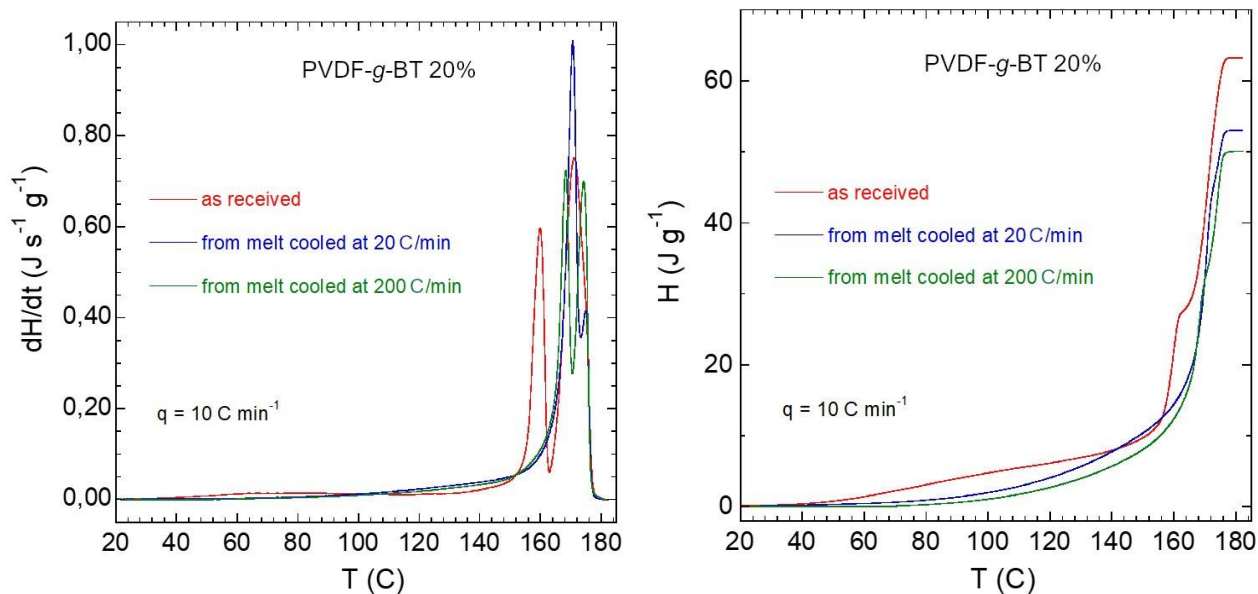 1,00
0,80
0,60
0,40
0,20
0,00
dH/dt (J s⁻¹ g⁻¹)
PVDF-g-BT 20%
as received
from melt cooled at 20 C/min
from melt cooled at 200 C/min
q = 10 C min⁻¹
20 40 60 80 100 120 140 160 180
T (C)
60
40
20
0
H (J g⁻¹)
PVDF-g-BT 20%
as received
from melt cooled at 20 C/min
from melt cooled at 200 C/min
q = 10 C min⁻¹
20 40 60 80 100 120 140 160 180
T (C)